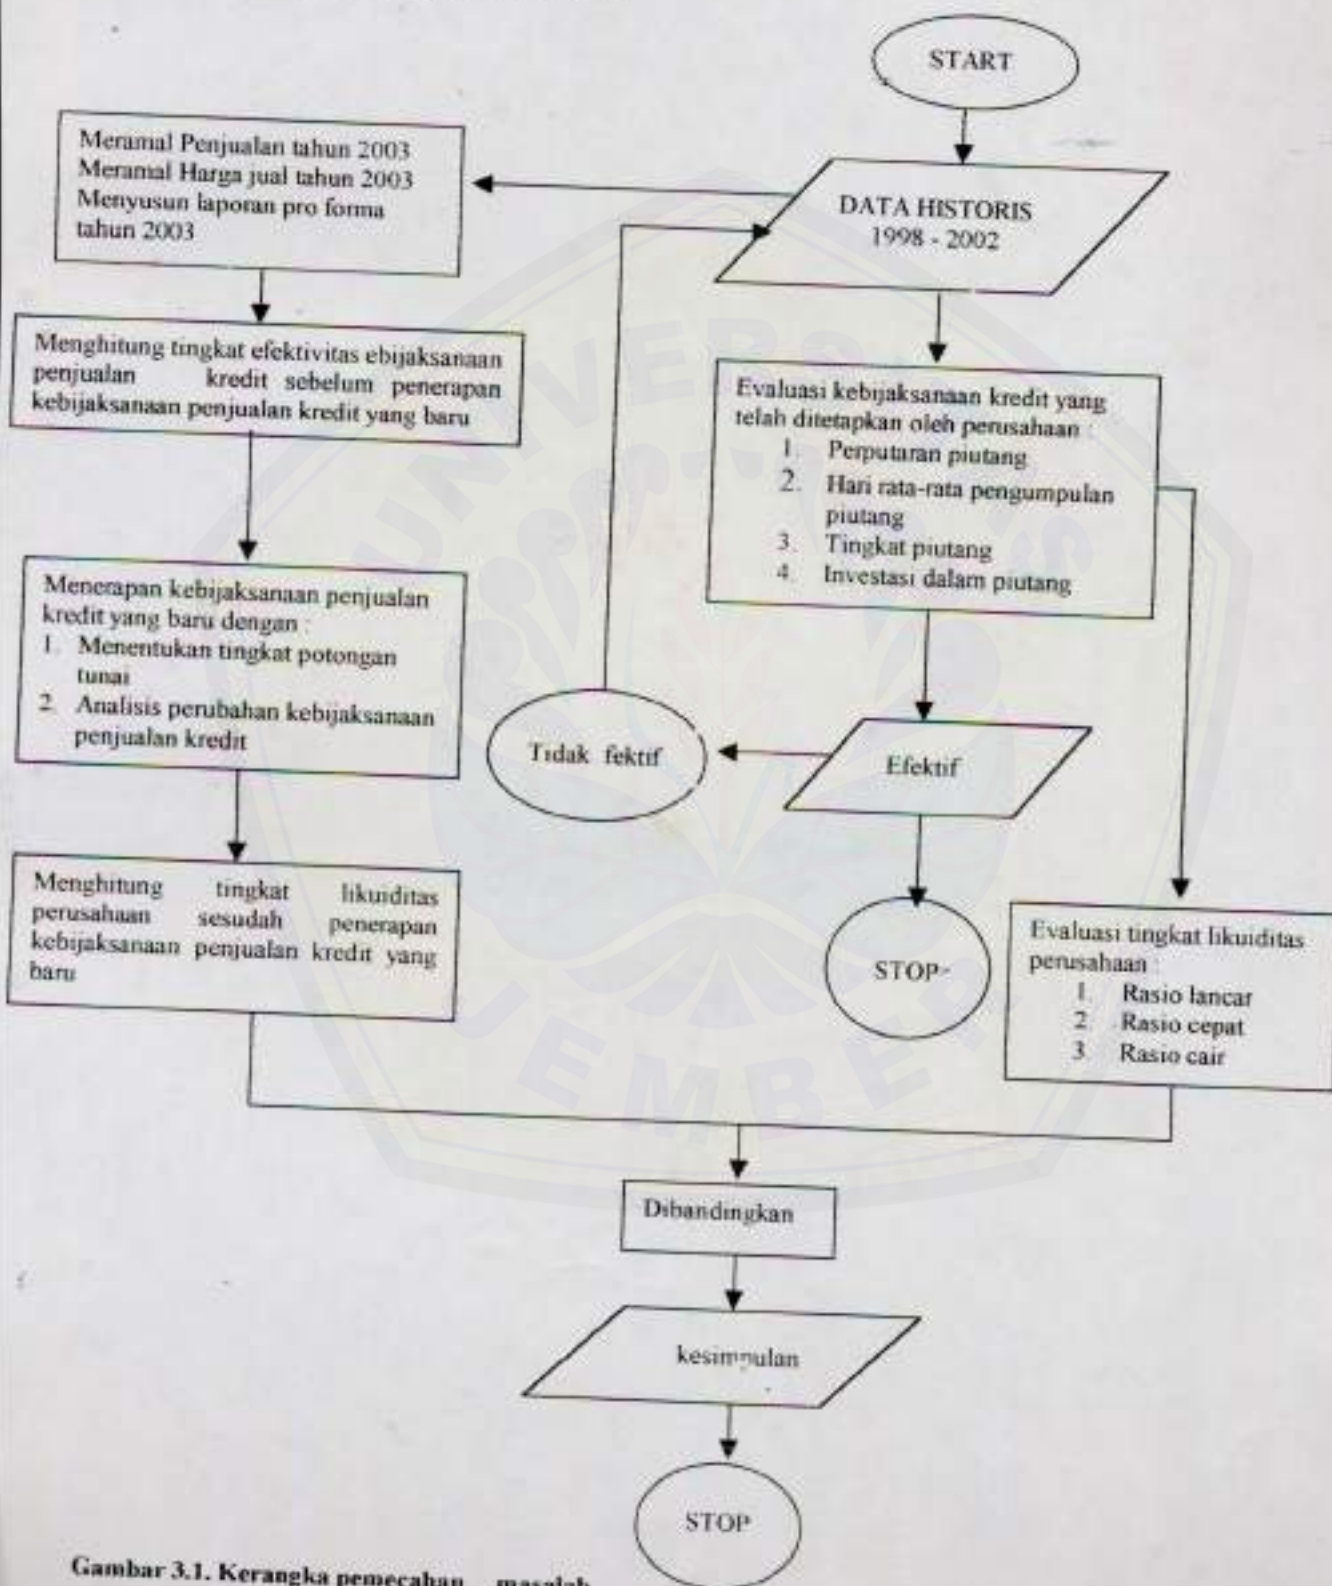 START
DATA HISTORIS
1998 - 2002
Meramal Penjualan tahun 2003
Meramal Harga jual tahun 2003
Menyusun laporan pro forma
tahun 2003
Menghitung tingkat efektivitas ebijaksanaan
penjualan kredit sebelum penerapan
kebijaksanaan penjualan kredit yang baru
Menerapan kebijaksanaan penjualan
kredit yang baru dengan :
1. Menentukan tingkat potongan
tunai
2. Analisis perubahan kebijaksanaan
penjualan kredit
Menghitung tingkat likuiditas
perusahaan sesudah penerapan
kebijaksanaan penjualan kredit yang
baru
Evaluasi kebijaksanaan kredit yang
telah ditetapkan oleh perusahaan :
1. Perputaran piutang
2. Hari rata-rata pengumpulan
piutang
3. Tingkat piutang
4. Investasi dalam piutang
Tidak fektif
Efektif
STOP
Evaluasi tingkat likuiditas
perusahaan :
1. Rasio lancar
2. Rasio cepat
3. Rasio cair
Dibandingkan
kesimpulan
STOP
Gambar 3.1. Kerangka pemecahan masalah
UNIVERSITAS
JEMBER